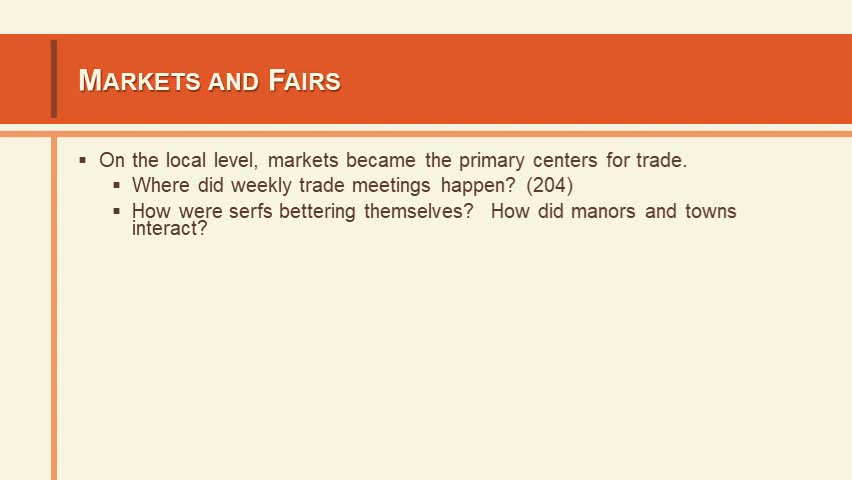 MARKETS AND FAIRS
▪ On the local level, markets became the primary centers for trade.
▪ Where did weekly trade meetings happen? (204)
▪ How were serfs bettering themselves? How did manors and towns
interact?